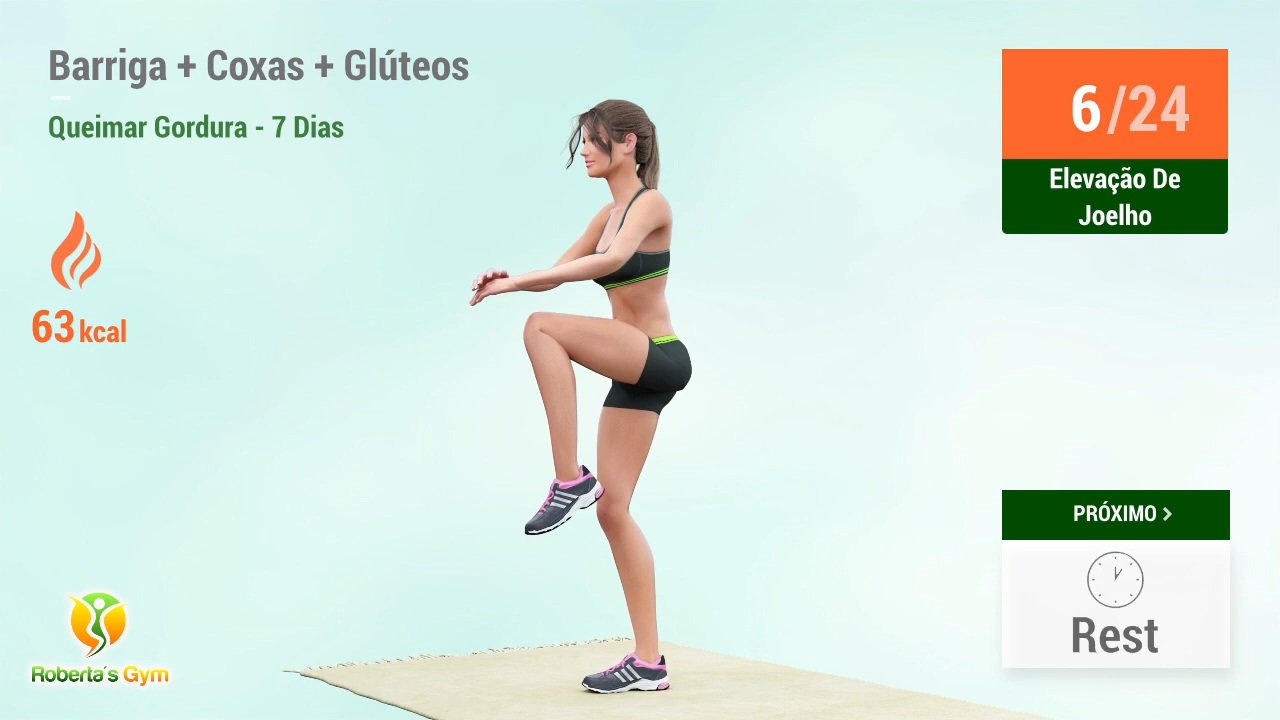 Barriga + Coxas + Glúteos
Queimar Gordura - 7 Dias
6/24
Elevação De
Joelho
63 kcal
PRÓXIMO >
Rest
Roberta´s Gym